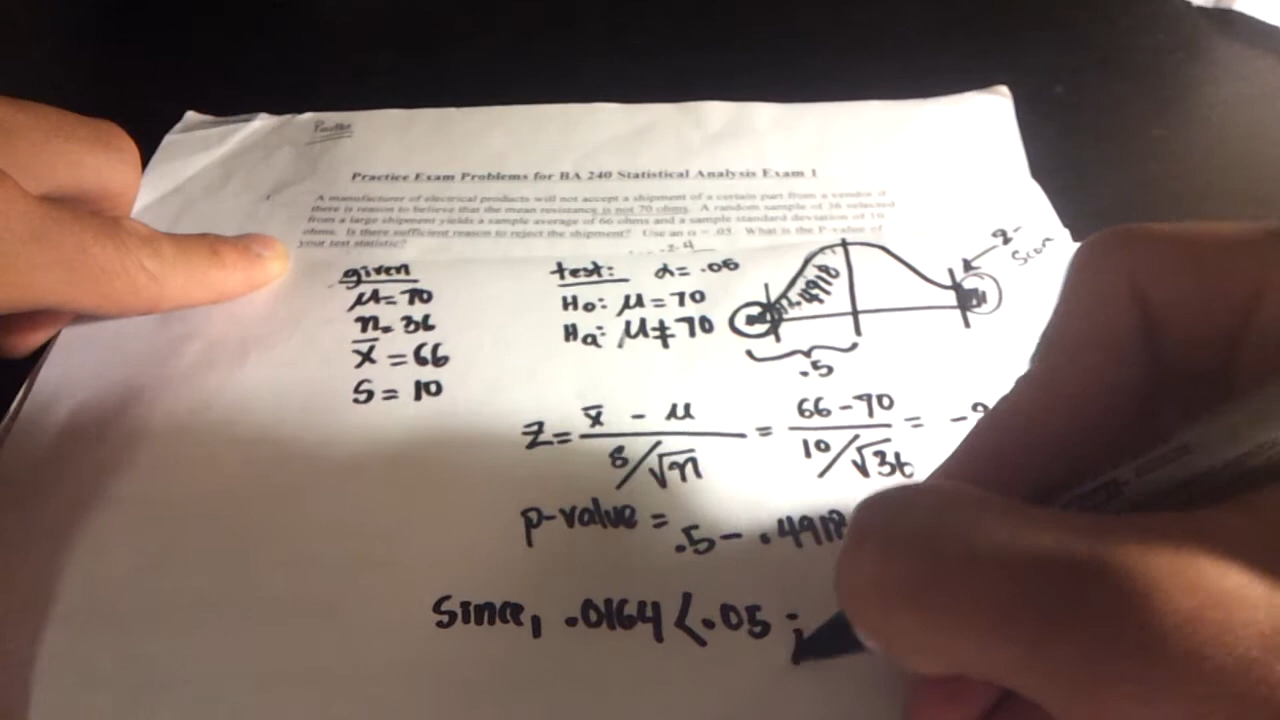 Practice Exam Problems for BA 240 Statistical Analysis Exam 1
A manufacturer of electrical products will not accept a shipment of a certain part from a vendor if
there is reason to believe that the mean resistance is not 70 ohms. A random sample of 36 selected
from a large shipment yields a sample average of 66 ohms and a sample standard deviation of 10
ohms. Is there sufficient reason to reject the shipment? Use an α = .05. What is the P-value of
your test statistic?
-2.4
given
μ=70
n=36
x̄=66
S=10
test: α=.05
Ho: μ=70
Ha: μ≠70
.4918
.5
z-
Score
Z= x̄ - μ / s/√n = 66-70 / 10/√36 = -2
p-value = .5 - .4918
Since, .0164 < .05 ;